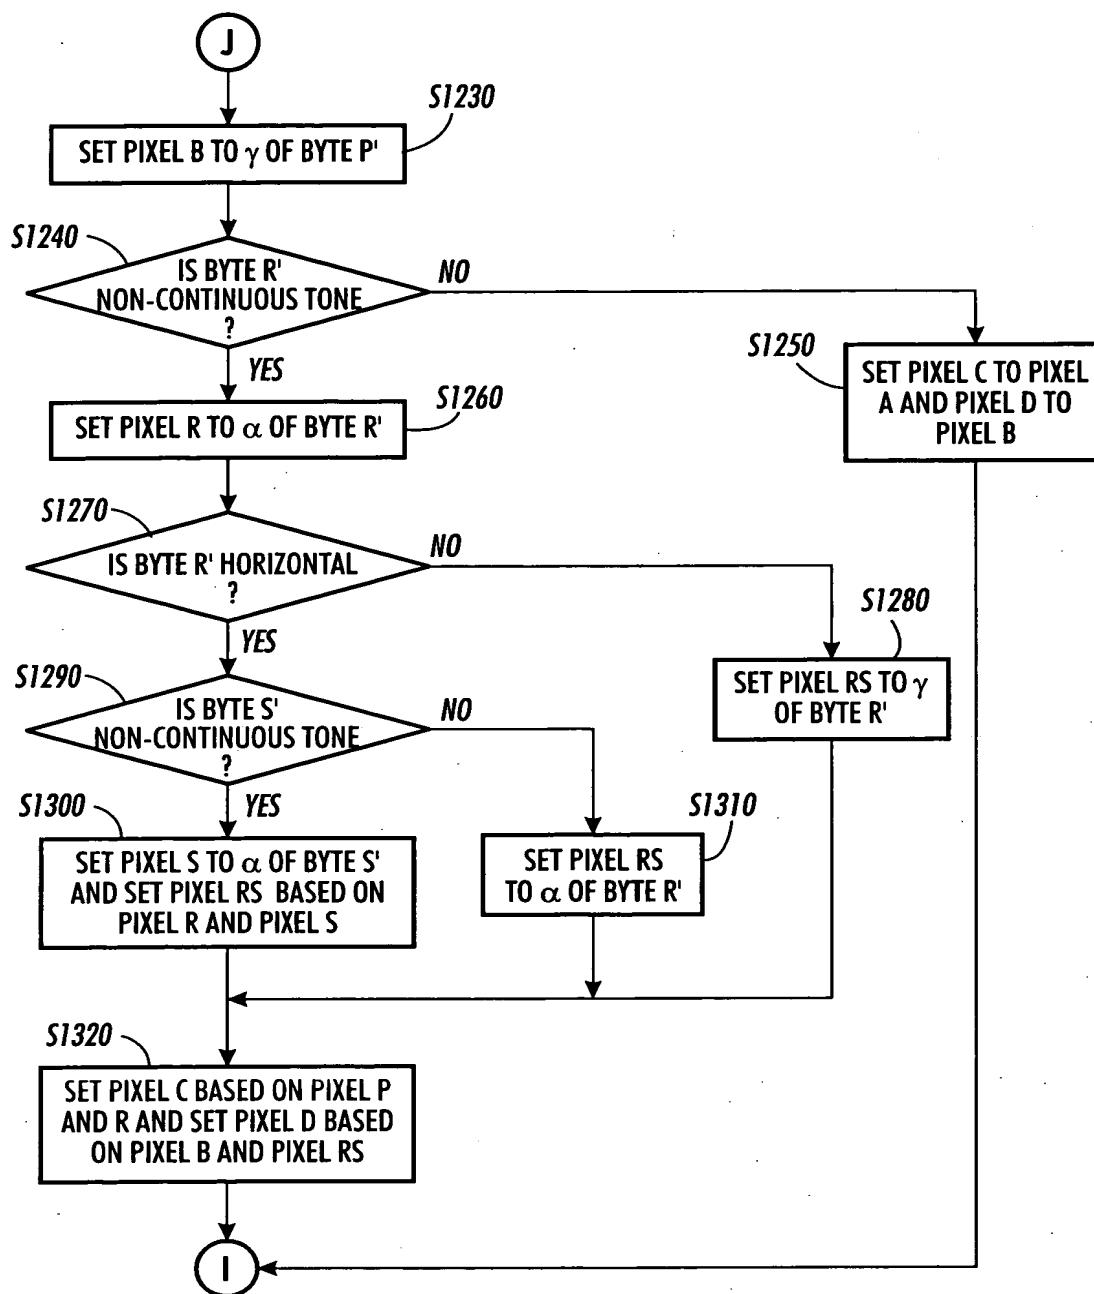 J
S1230
SET PIXEL B TO γ OF BYTE P'
S1240
IS BYTE R'
NON-CONTINUOUS TONE
?
NO
YES
S1250
SET PIXEL C TO PIXEL
A AND PIXEL D TO
PIXEL B
S1260
SET PIXEL R TO α OF BYTE R'
S1270
IS BYTE R' HORIZONTAL
?
NO
YES
S1280
SET PIXEL RS TO γ
OF BYTE R'
S1290
IS BYTE S'
NON-CONTINUOUS TONE
?
NO
YES
S1300
SET PIXEL S TO α OF BYTE S'
AND SET PIXEL RS BASED ON
PIXEL R AND PIXEL S
S1310
SET PIXEL RS
TO α OF BYTE R'
S1320
SET PIXEL C BASED ON PIXEL P
AND R AND SET PIXEL D BASED
ON PIXEL B AND PIXEL RS
I